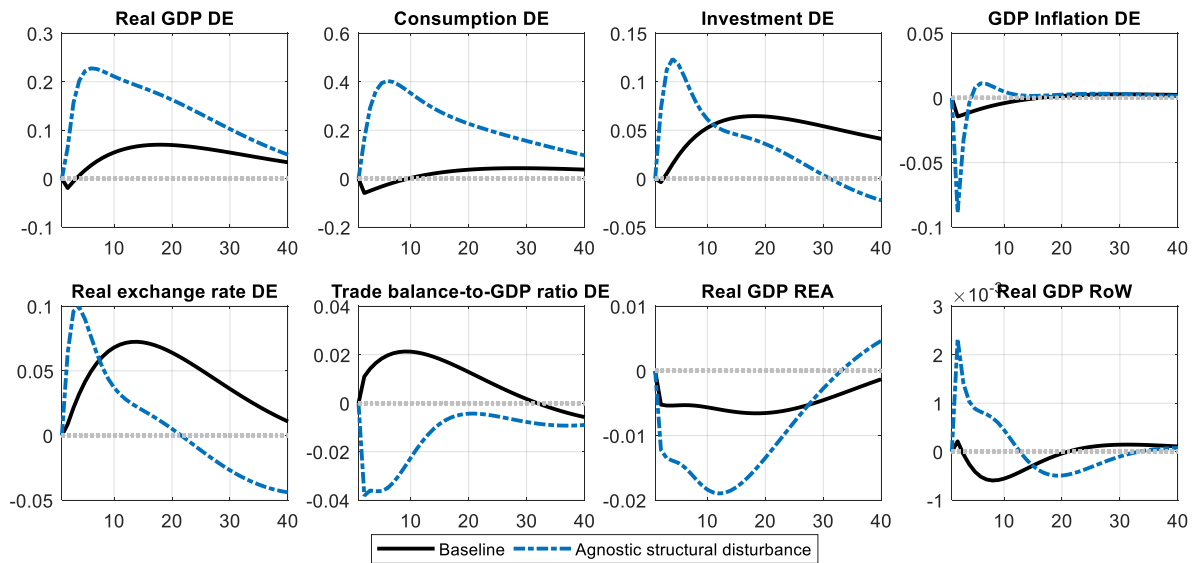 Real GDP DE
0.3
0.2
0.1
0
-0.1
10 20 30 40
Consumption DE
0.6
0.4
0.2
0
-0.2
10 20 30 40
Investment DE
0.15
0.1
0.05
0
-0.05
10 20 30 40
GDP Inflation DE
0.05
0
-0.05
-0.1
10 20 30 40
Real exchange rate DE
0.1
0.05
0
-0.05
10 20 30 40
Trade balance-to-GDP ratio DE
0.04
0.02
0
-0.02
-0.04
10 20 30 40
Real GDP REA
0.01
0
-0.01
-0.02
10 20 30 40
Real GDP RoW
×10
3
2
1
0
-1
10 20 30 40
Baseline Agnostic structural disturbance